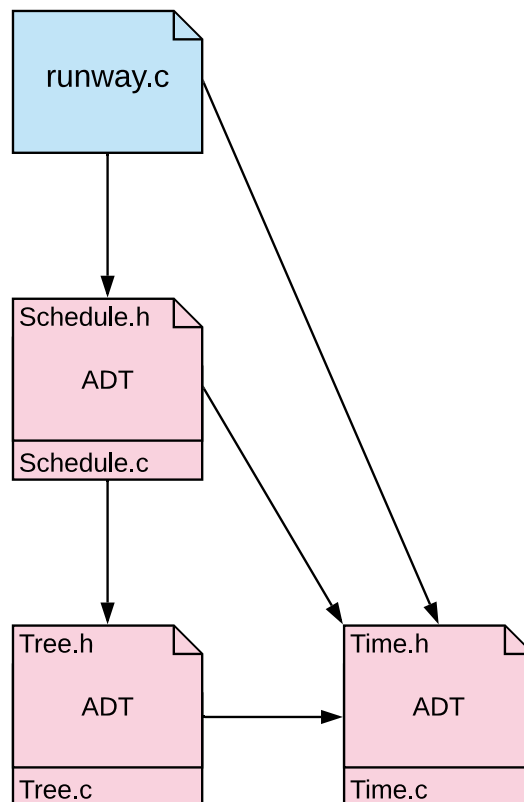 runway.c
Schedule.h
ADT
Schedule.c
Tree.h
ADT
Tree.c
Time.h
ADT
Time.c